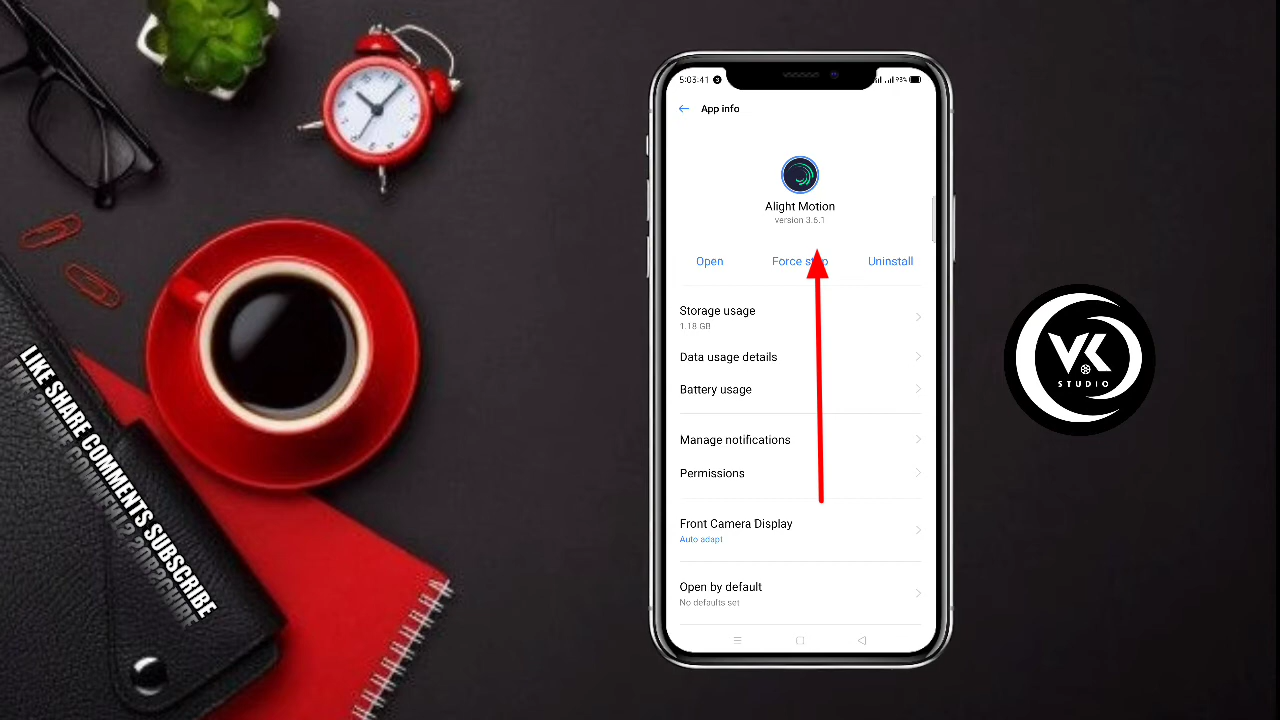 5:03:41
93%
App info
Alight Motion
version 3.6.1
Open
Force stop
Uninstall
Storage usage
1.18 GB
Data usage details
Battery usage
Manage notifications
Permissions
Front Camera Display
Auto adapt
Open by default
No defaults set
VK
STUDIO
LIKE SHARE COMMENTS SUBSCRIBE